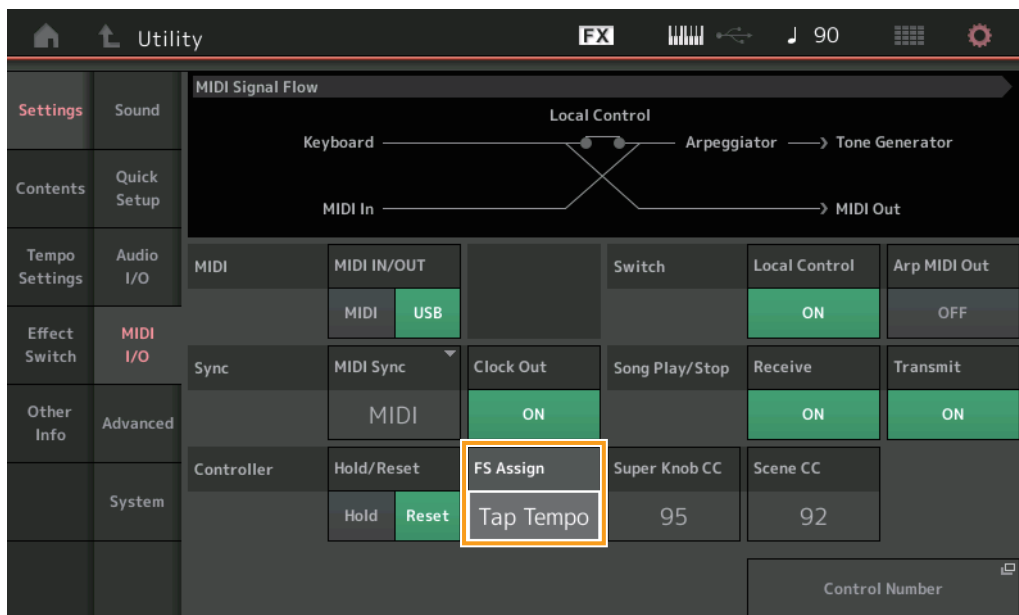 Utility
FX
90
Settings
Sound
Contents
Quick
Setup
Tempo
Settings
Audio
I/O
Effect
Switch
MIDI
I/O
Other
Info
Advanced
System
MIDI Signal Flow
Local Control
Keyboard
Arpeggiator
Tone Generator
MIDI In
MIDI Out
MIDI
MIDI IN/OUT
MIDI
USB
Switch
Local Control
ON
Arp MIDI Out
OFF
Sync
MIDI Sync
MIDI
Clock Out
ON
Song Play/Stop
Receive
ON
Transmit
ON
Controller
Hold/Reset
Hold
Reset
FS Assign
Tap Tempo
Super Knob CC
95
Scene CC
92
Control Number